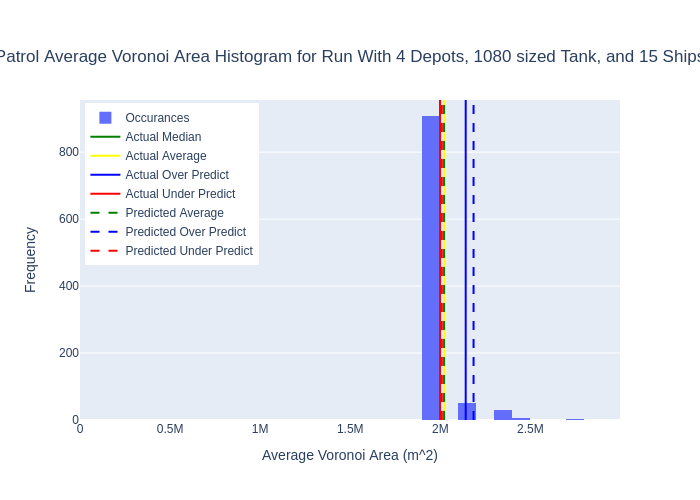 Patrol Average Voronoi Area Histogram for Run With 4 Depots, 1080 sized Tank, and 15 Ships
Occurances
Actual Median
Actual Average
Actual Over Predict
Actual Under Predict
Predicted Average
Predicted Over Predict
Predicted Under Predict
Frequency
800
600
400
200
0
0 0.5M 1M 1.5M 2M 2.5M
Average Voronoi Area (m^2)